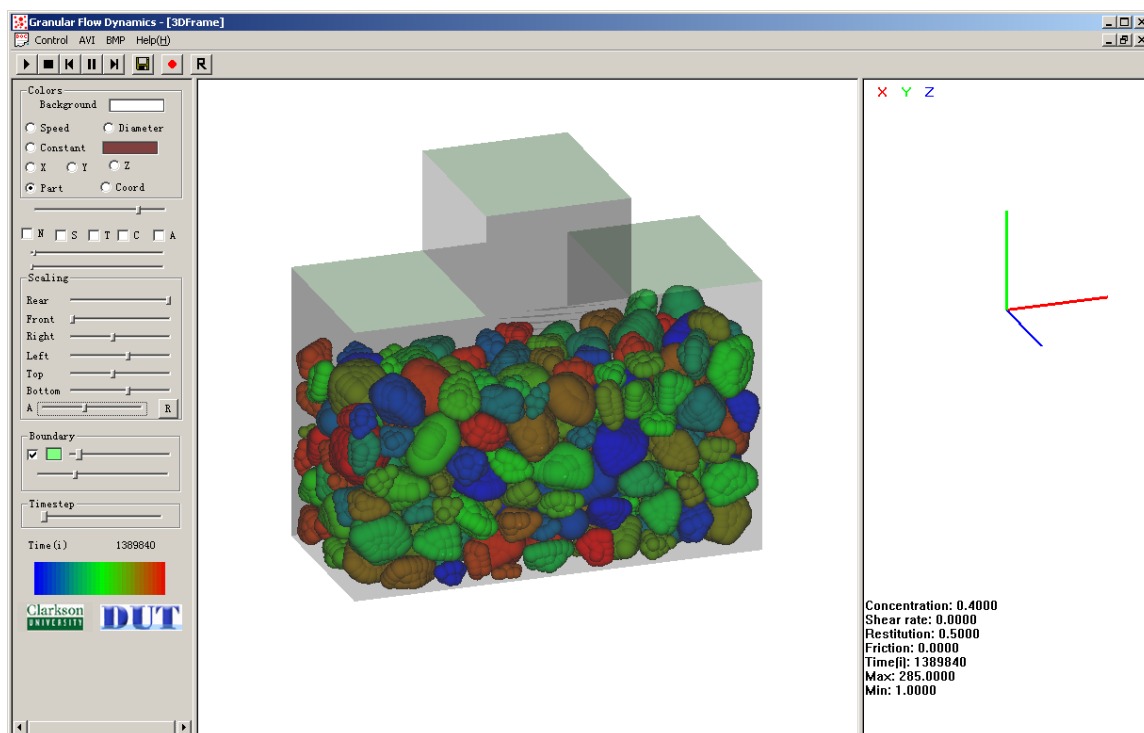 Granular Flow Dynamics - [3DFrame]
DOC Control AVI BMP Help(H)
R
Colors
Background
Speed Diameter
Constant
X Y Z
Part Coord
N S T C A
Scaling
Rear
Front
Right
Left
Top
Bottom
A R
Boundary
Timestep
Time(i) 1389840
Clarkson
UNIVERSITY
DUT
X Y Z
Concentration: 0.4000
Shear rate: 0.0000
Restitution: 0.5000
Friction: 0.0000
Time(i): 1389840
Max: 285.0000
Min: 1.0000